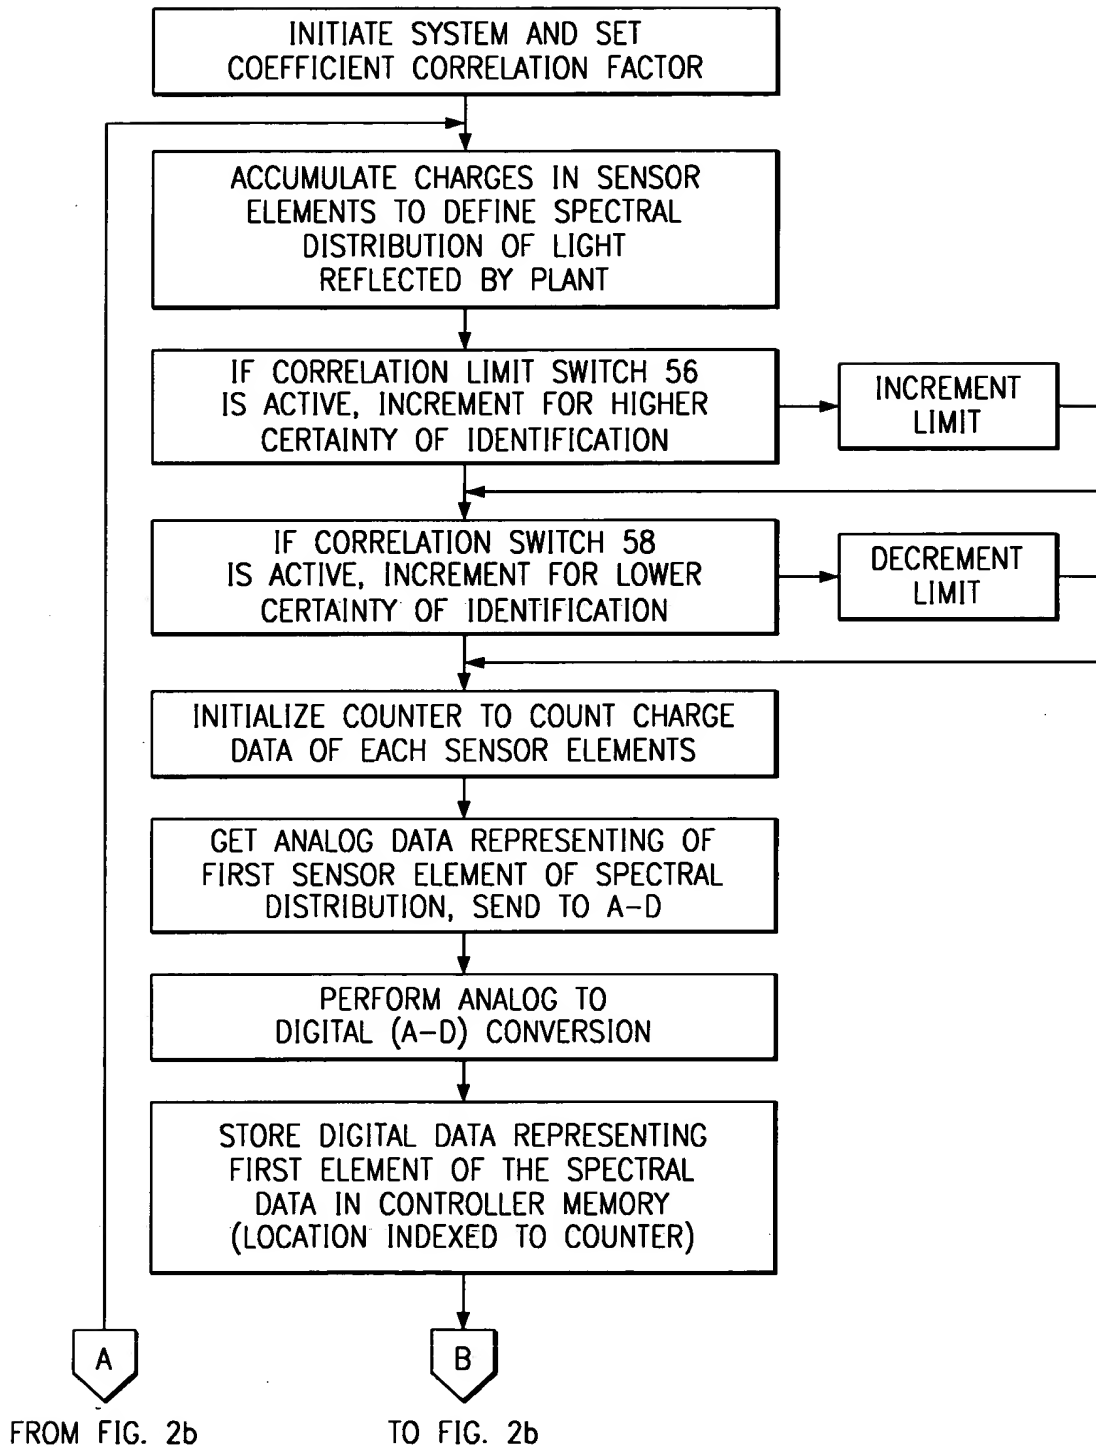 INITIATE SYSTEM AND SET
COEFFICIENT CORRELATION FACTOR
ACCUMULATE CHARGES IN SENSOR
ELEMENTS TO DEFINE SPECTRAL
DISTRIBUTION OF LIGHT
REFLECTED BY PLANT
IF CORRELATION LIMIT SWITCH 56
IS ACTIVE, INCREMENT FOR HIGHER
CERTAINTY OF IDENTIFICATION
INCREMENT
LIMIT
IF CORRELATION SWITCH 58
IS ACTIVE, INCREMENT FOR LOWER
CERTAINTY OF IDENTIFICATION
DECREMENT
LIMIT
INITIALIZE COUNTER TO COUNT CHARGE
DATA OF EACH SENSOR ELEMENTS
GET ANALOG DATA REPRESENTING OF
FIRST SENSOR ELEMENT OF SPECTRAL
DISTRIBUTION, SEND TO A-D
PERFORM ANALOG TO
DIGITAL (A-D) CONVERSION
STORE DIGITAL DATA REPRESENTING
FIRST ELEMENT OF THE SPECTRAL
DATA IN CONTROLLER MEMORY
(LOCATION INDEXED TO COUNTER)
A
B
FROM FIG. 2b
TO FIG. 2b